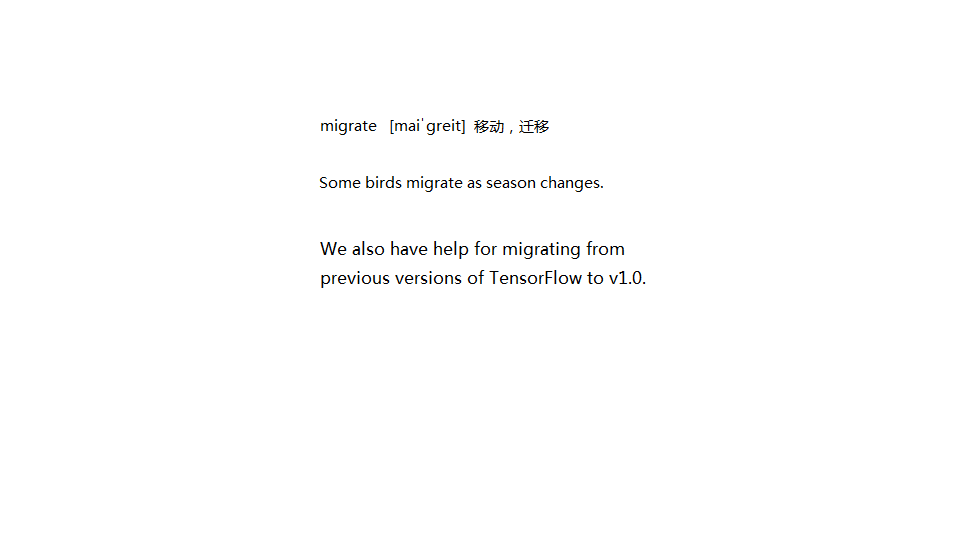 migrate [maiˈgreit] 移动，迁移
Some birds migrate as season changes.
We also have help for migrating from
previous versions of TensorFlow to v1.0.